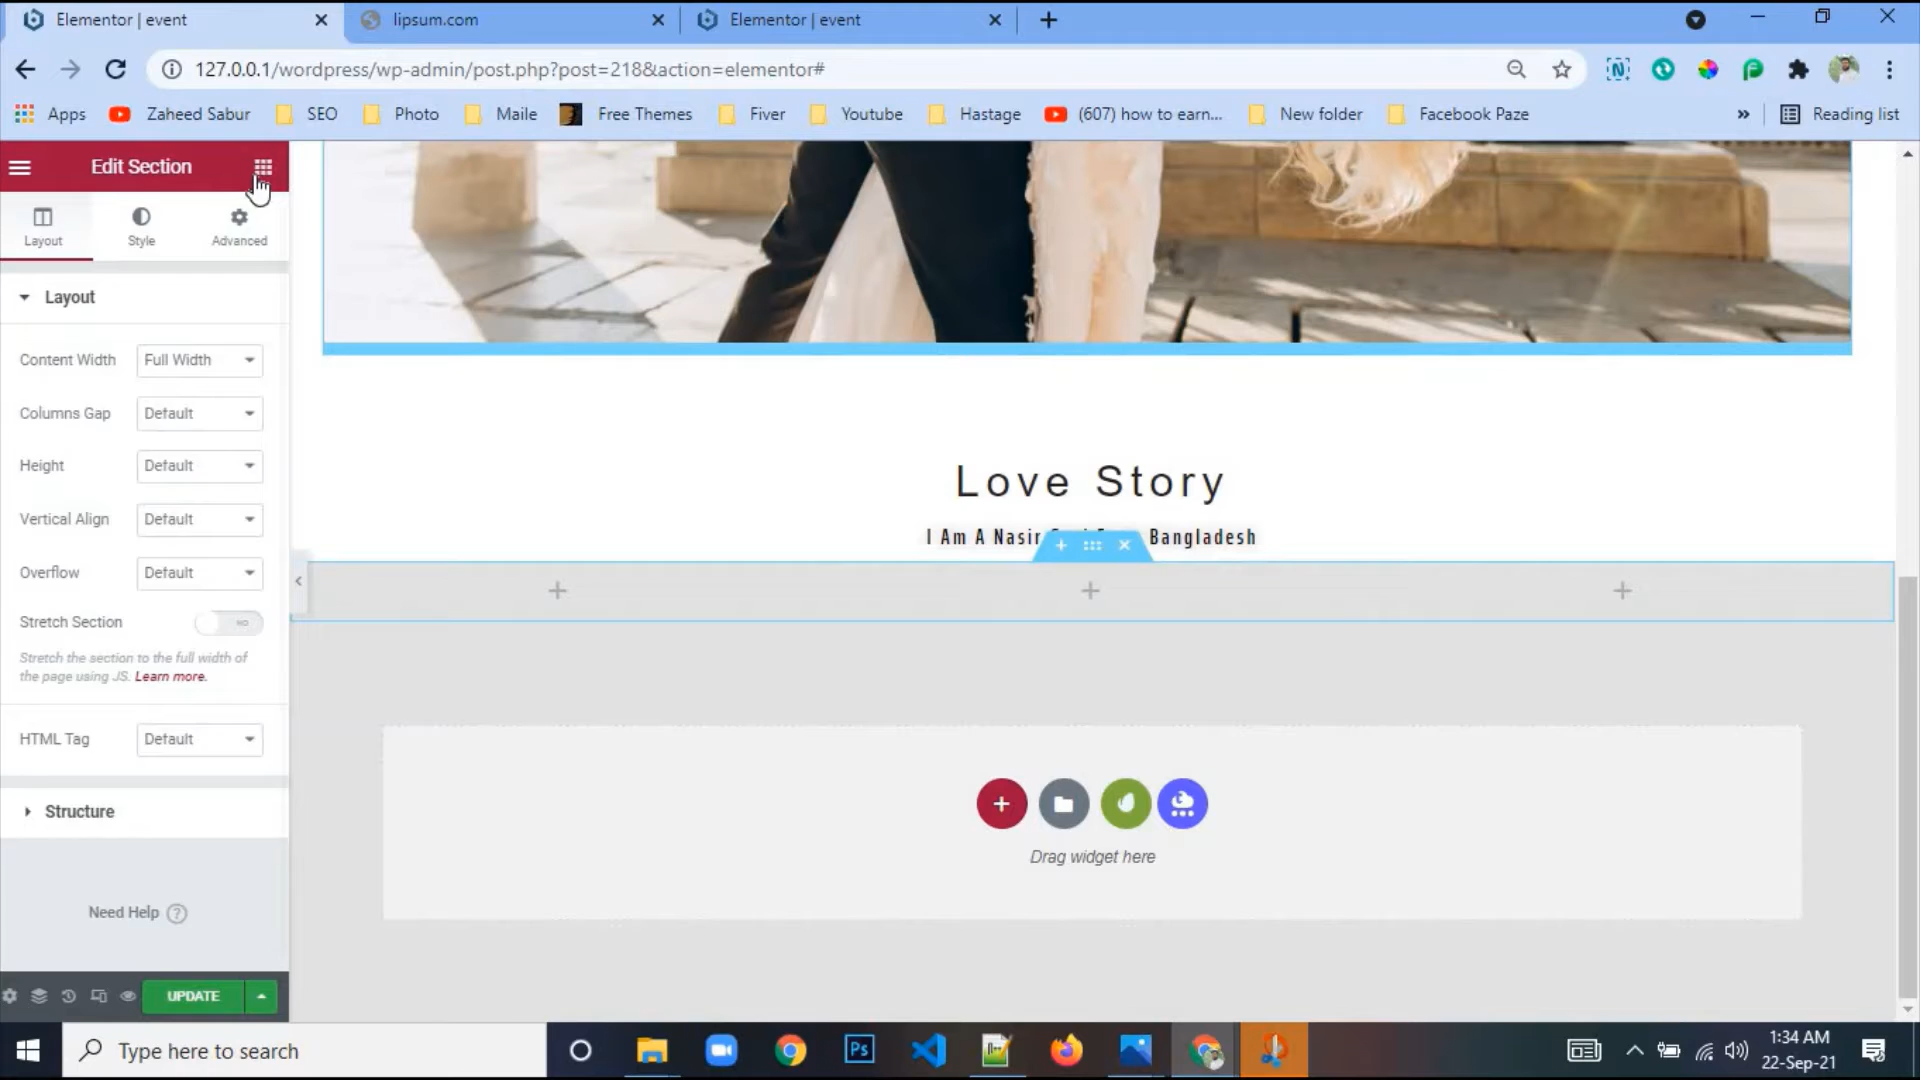 Elementor | event
lipsum.com
Elementor | event
127.0.0.1/wordpress/wp-admin/post.php?post=218&action=elementor#
Apps
Zaheed Sabur
SEO
Photo
Maile
Free Themes
Fiver
Youtube
Hastage
(607) how to earn...
New folder
Facebook Paze
»
Reading list
Edit Section
Layout
Style
Advanced
Layout
Content Width
Full Width
Columns Gap
Default
Height
Default
Vertical Align
Default
Overflow
Default
Stretch Section
NO
Stretch the section to the full width of
the page using JS. Learn more.
HTML Tag
Default
Structure
Need Help
UPDATE
Love Story
I Am A Nasir
Bangladesh
Drag widget here
Type here to search
Ps
1:34 AM
22-Sep-21